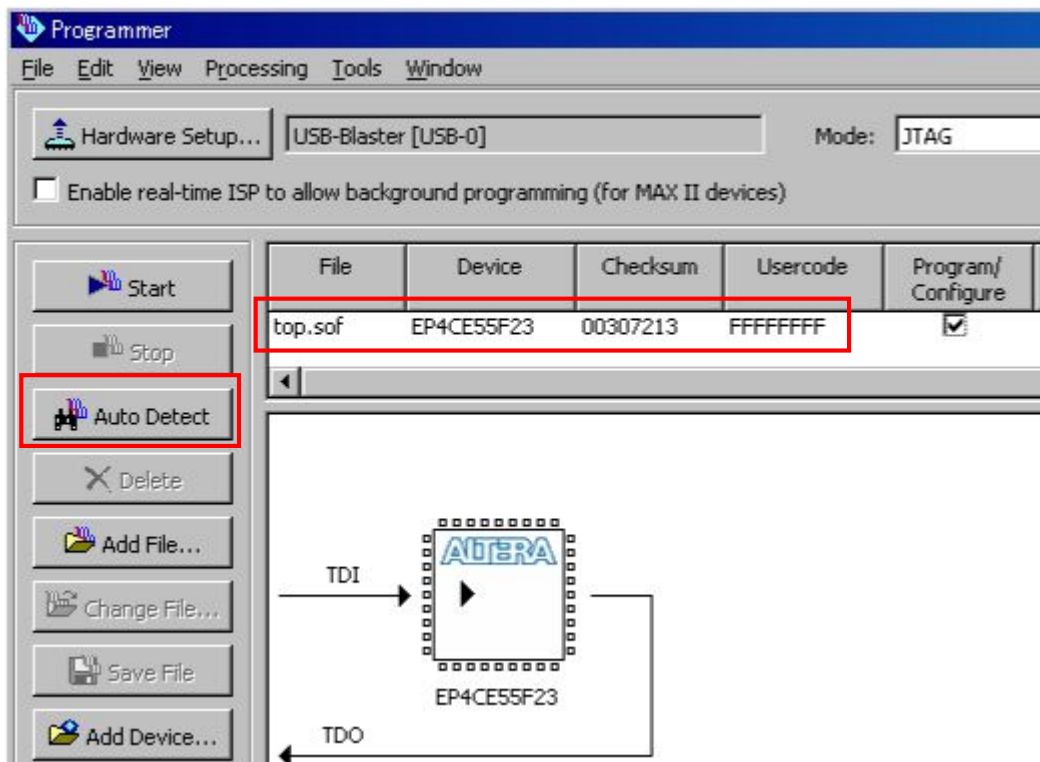 Programmer
File Edit View Processing Tools Window
Hardware Setup... USB-Blaster [USB-0] Mode: JTAG
Enable real-time ISP to allow background programming (for MAX II devices)
Start
Stop
Auto Detect
Delete
Add File...
Change File...
Save File
Add Device...
File Device Checksum Usercode Program/
Configure
top.sof EP4CE55F23 00307213 FFFFFFFF
ALTERA
TDI
EP4CE55F23
TDO